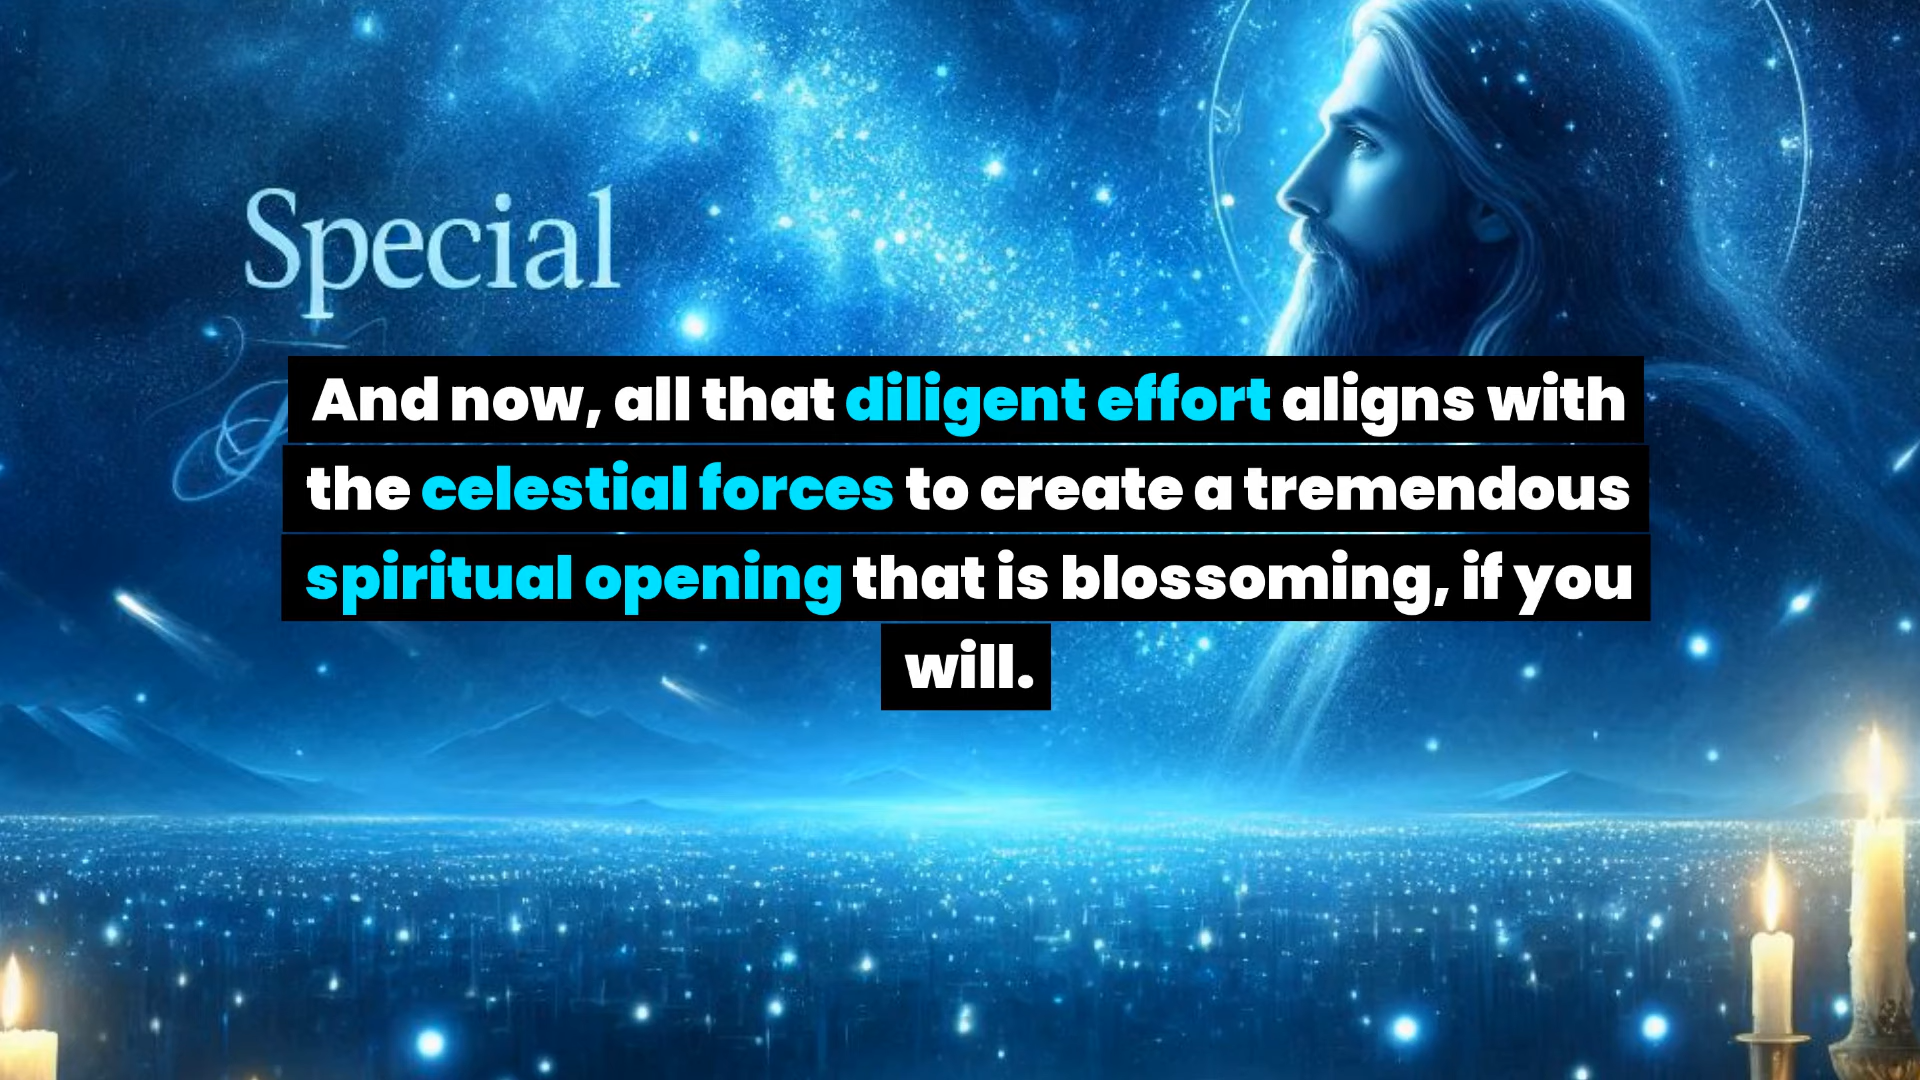 Special
And now, all that diligent effort aligns with
the celestial forces to create a tremendous
spiritual opening that is blossoming, if you
will.